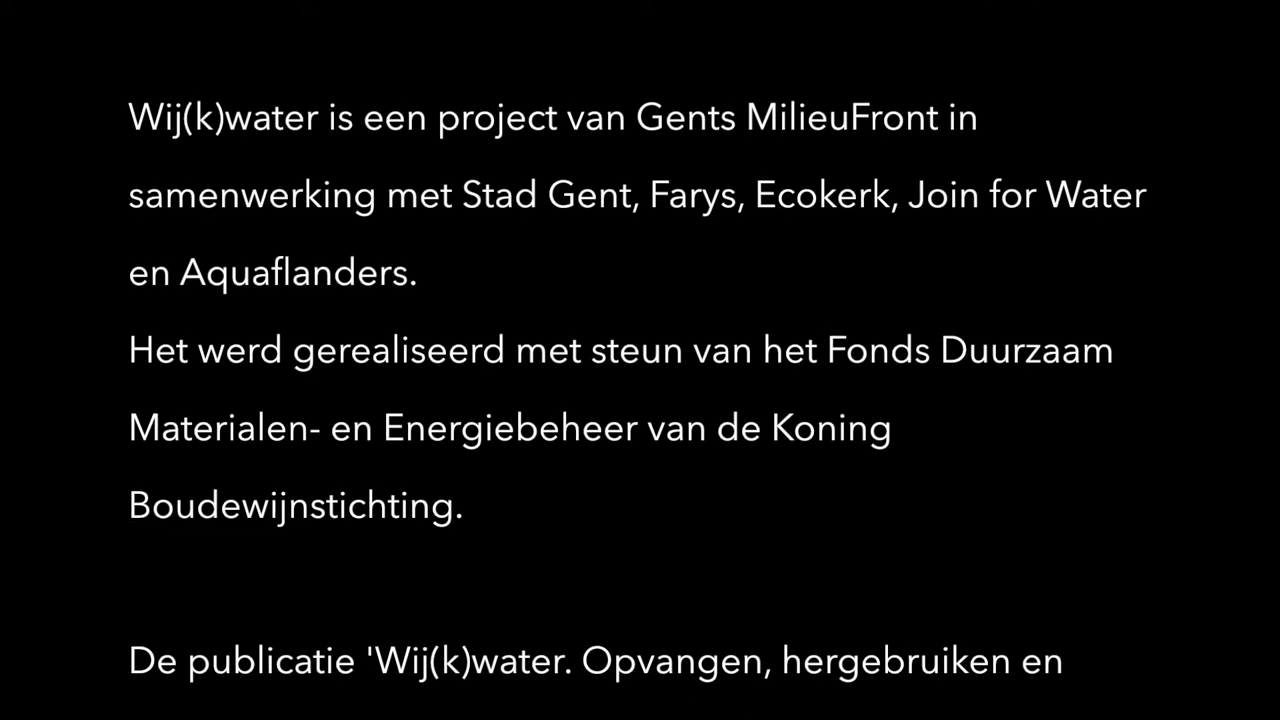 Wij(k)water is een project van Gents MilieuFront in
samenwerking met Stad Gent, Farys, Ecokerk, Join for Water
en Aquaflanders.
Het werd gerealiseerd met steun van het Fonds Duurzaam
Materialen- en Energiebeheer van de Koning
Boudewijnstichting.
De publicatie 'Wij(k)water. Opvangen, hergebruiken en